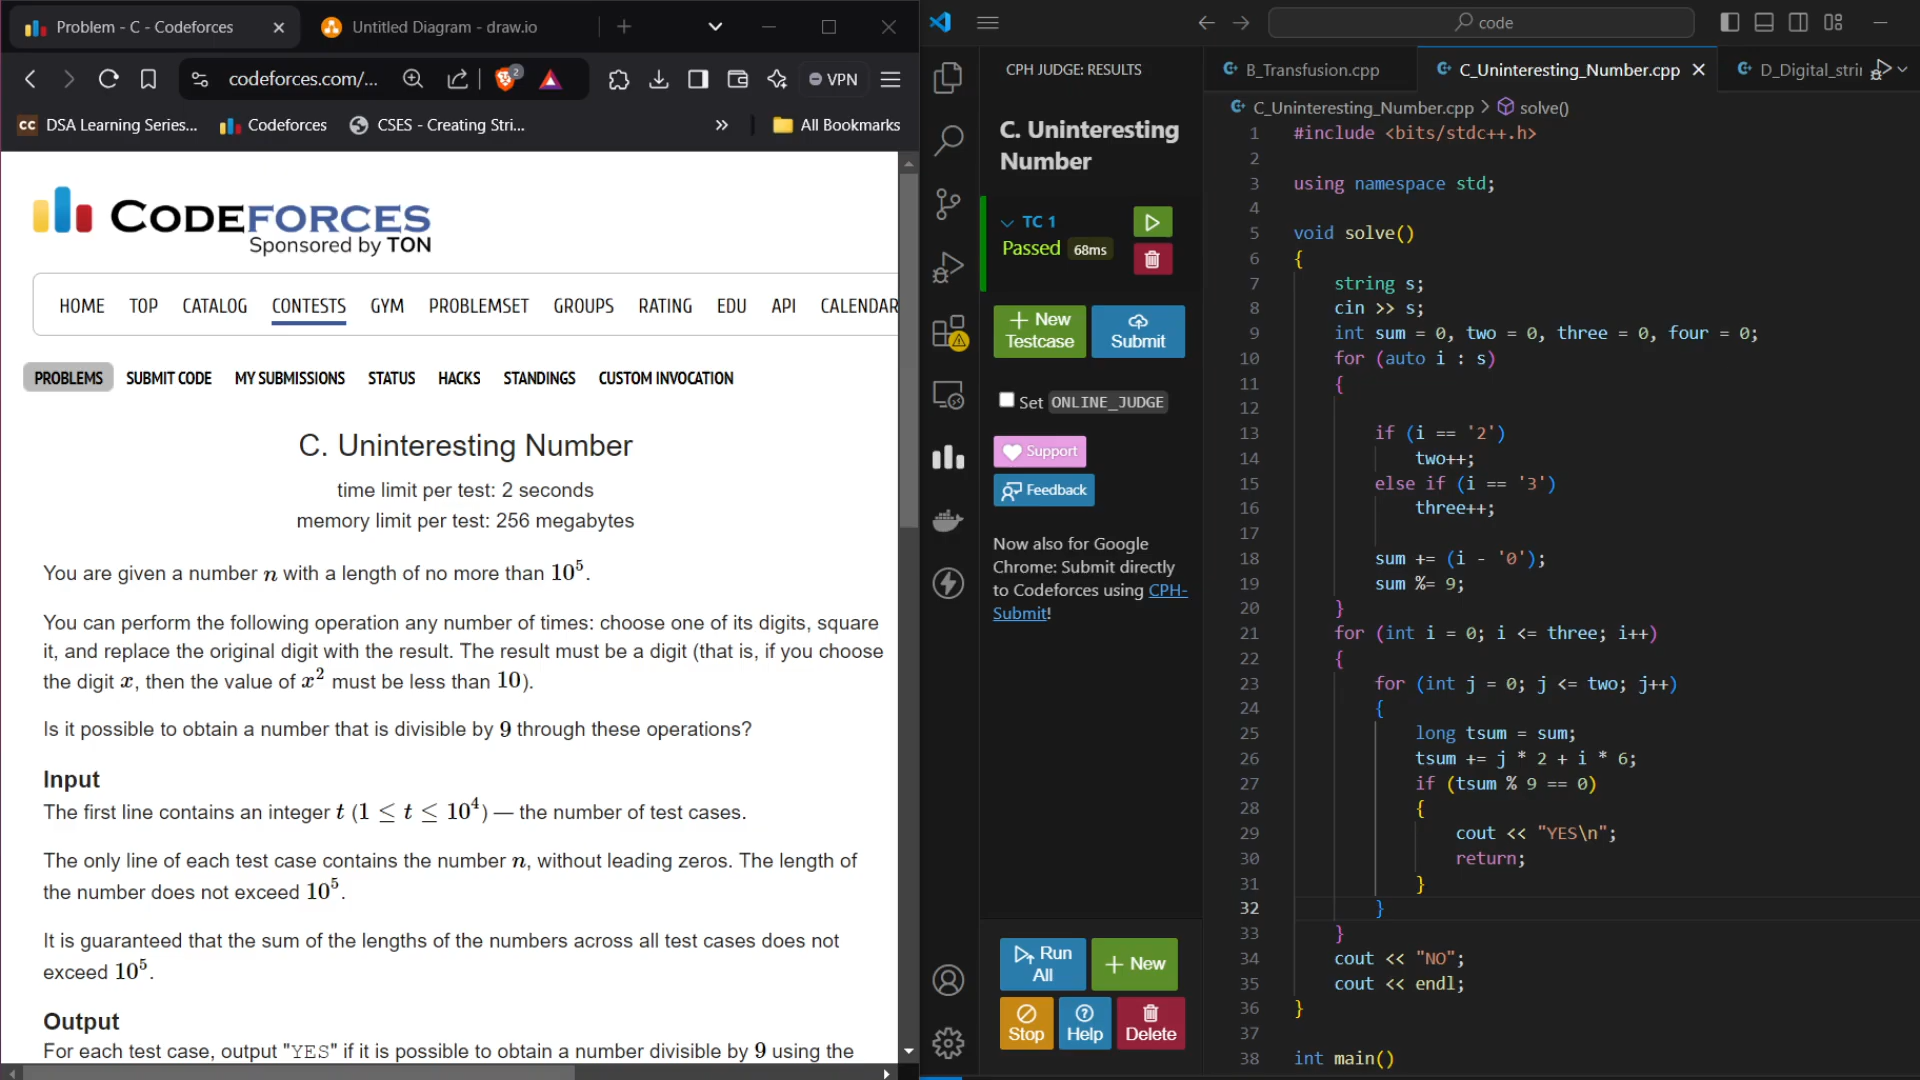 Problem - C - Codeforces
Untitled Diagram - draw.io
codeforces.com/...
2
VPN
CC DSA Learning Series...
Codeforces
CSES - Creating Stri...
»
All Bookmarks
CODEFORCES
Sponsored by TON
HOME TOP CATALOG CONTESTS GYM PROBLEMSET GROUPS RATING EDU API CALENDAR
PROBLEMS SUBMIT CODE MY SUBMISSIONS STATUS HACKS STANDINGS CUSTOM INVOCATION
C. Uninteresting Number
time limit per test: 2 seconds
memory limit per test: 256 megabytes
You are given a number n with a length of no more than 10^5.
You can perform the following operation any number of times: choose one of its digits, square
it, and replace the original digit with the result. The result must be a digit (that is, if you choose
the digit x, then the value of x^2 must be less than 10).
Is it possible to obtain a number that is divisible by 9 through these operations?
Input
The first line contains an integer t (1 ≤ t ≤ 10^4) — the number of test cases.
The only line of each test case contains the number n, without leading zeros. The length of
the number does not exceed 10^5.
It is guaranteed that the sum of the lengths of the numbers across all test cases does not
exceed 10^5.
Output
For each test case, output "YES" if it is possible to obtain a number divisible by 9 using the
code
CPH JUDGE: RESULTS
C. Uninteresting
Number
TC 1
Passed 68ms
+ New
Testcase
Submit
Set ONLINE_JUDGE
Support
Feedback
Now also for Google
Chrome: Submit directly
to Codeforces using CPH-
Submit!
Run
All
+ New
Stop
Help
Delete
B_Transfusion.cpp
C_Uninteresting_Number.cpp
D_Digital_stri
C_Uninteresting_Number.cpp > solve()
1 #include <bits/stdc++.h>
2
3 using namespace std;
4
5 void solve()
6 {
7 string s;
8 cin >> s;
9 int sum = 0, two = 0, three = 0, four = 0;
10 for (auto i : s)
11 {
12
13 if (i == '2')
14 two++;
15 else if (i == '3')
16 three++;
17
18 sum += (i - '0');
19 sum %= 9;
20 }
21 for (int i = 0; i <= three; i++)
22 {
23 for (int j = 0; j <= two; j++)
24 {
25 long tsum = sum;
26 tsum += j * 2 + i * 6;
27 if (tsum % 9 == 0)
28 {
29 cout << "YES\n";
30 return;
31 }
32 }
33 }
34 cout << "NO";
35 cout << endl;
36 }
37
38 int main()